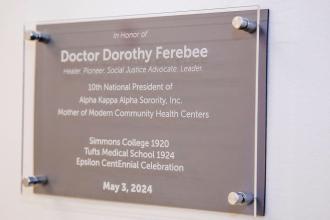 In Honor of
Doctor Dorothy Ferebee
Healer. Pioneer. Social Justice Advocate. Leader.
10th National President of
Alpha Kappa Alpha Sorority, Inc.
Mother of Modern Community Health Centers
Simmons College 1920
Tufts Medical School 1924
Epsilon CentEnnial Celebration
May 3, 2024